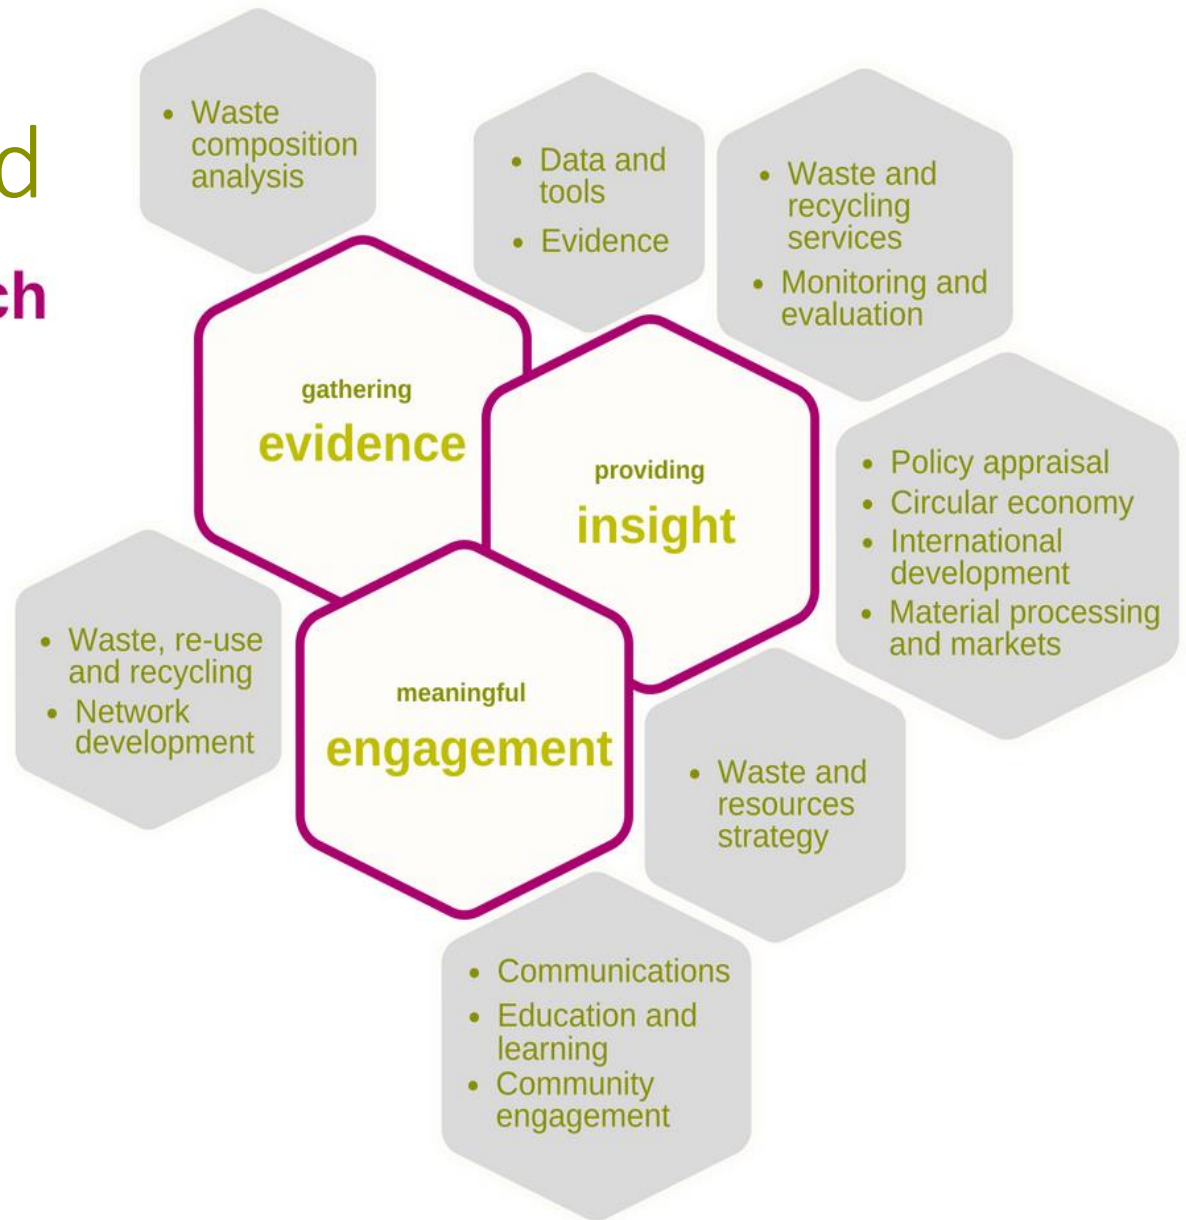 d
ch
• Waste
composition
analysis
• Data and
tools
• Evidence
• Waste and
recycling
services
• Monitoring and
evaluation
gathering
evidence
providing
insight
• Policy appraisal
• Circular economy
• International
development
• Material processing
and markets
• Waste, re-use
and recycling
• Network
development
meaningful
engagement
• Waste and
resources
strategy
• Communications
• Education and
learning
• Community
engagement